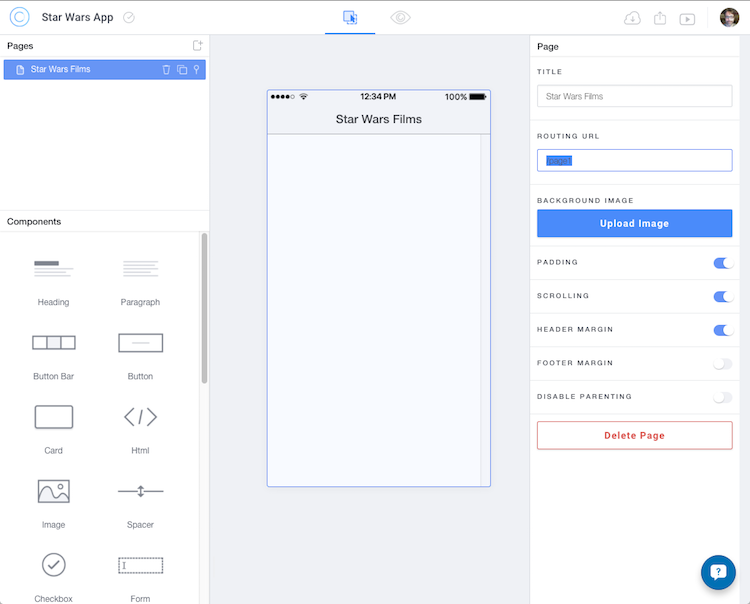 Star Wars App
Pages
Star Wars Films
Components
Heading
Paragraph
Button Bar
Button
Card
Html
Image
Spacer
Checkbox
Form
12:34 PM
100%
Star Wars Films
Page
TITLE
Star Wars Films
ROUTING URL
/page1
BACKGROUND IMAGE
Upload Image
PADDING
SCROLLING
HEADER MARGIN
FOOTER MARGIN
DISABLE PARENTING
Delete Page